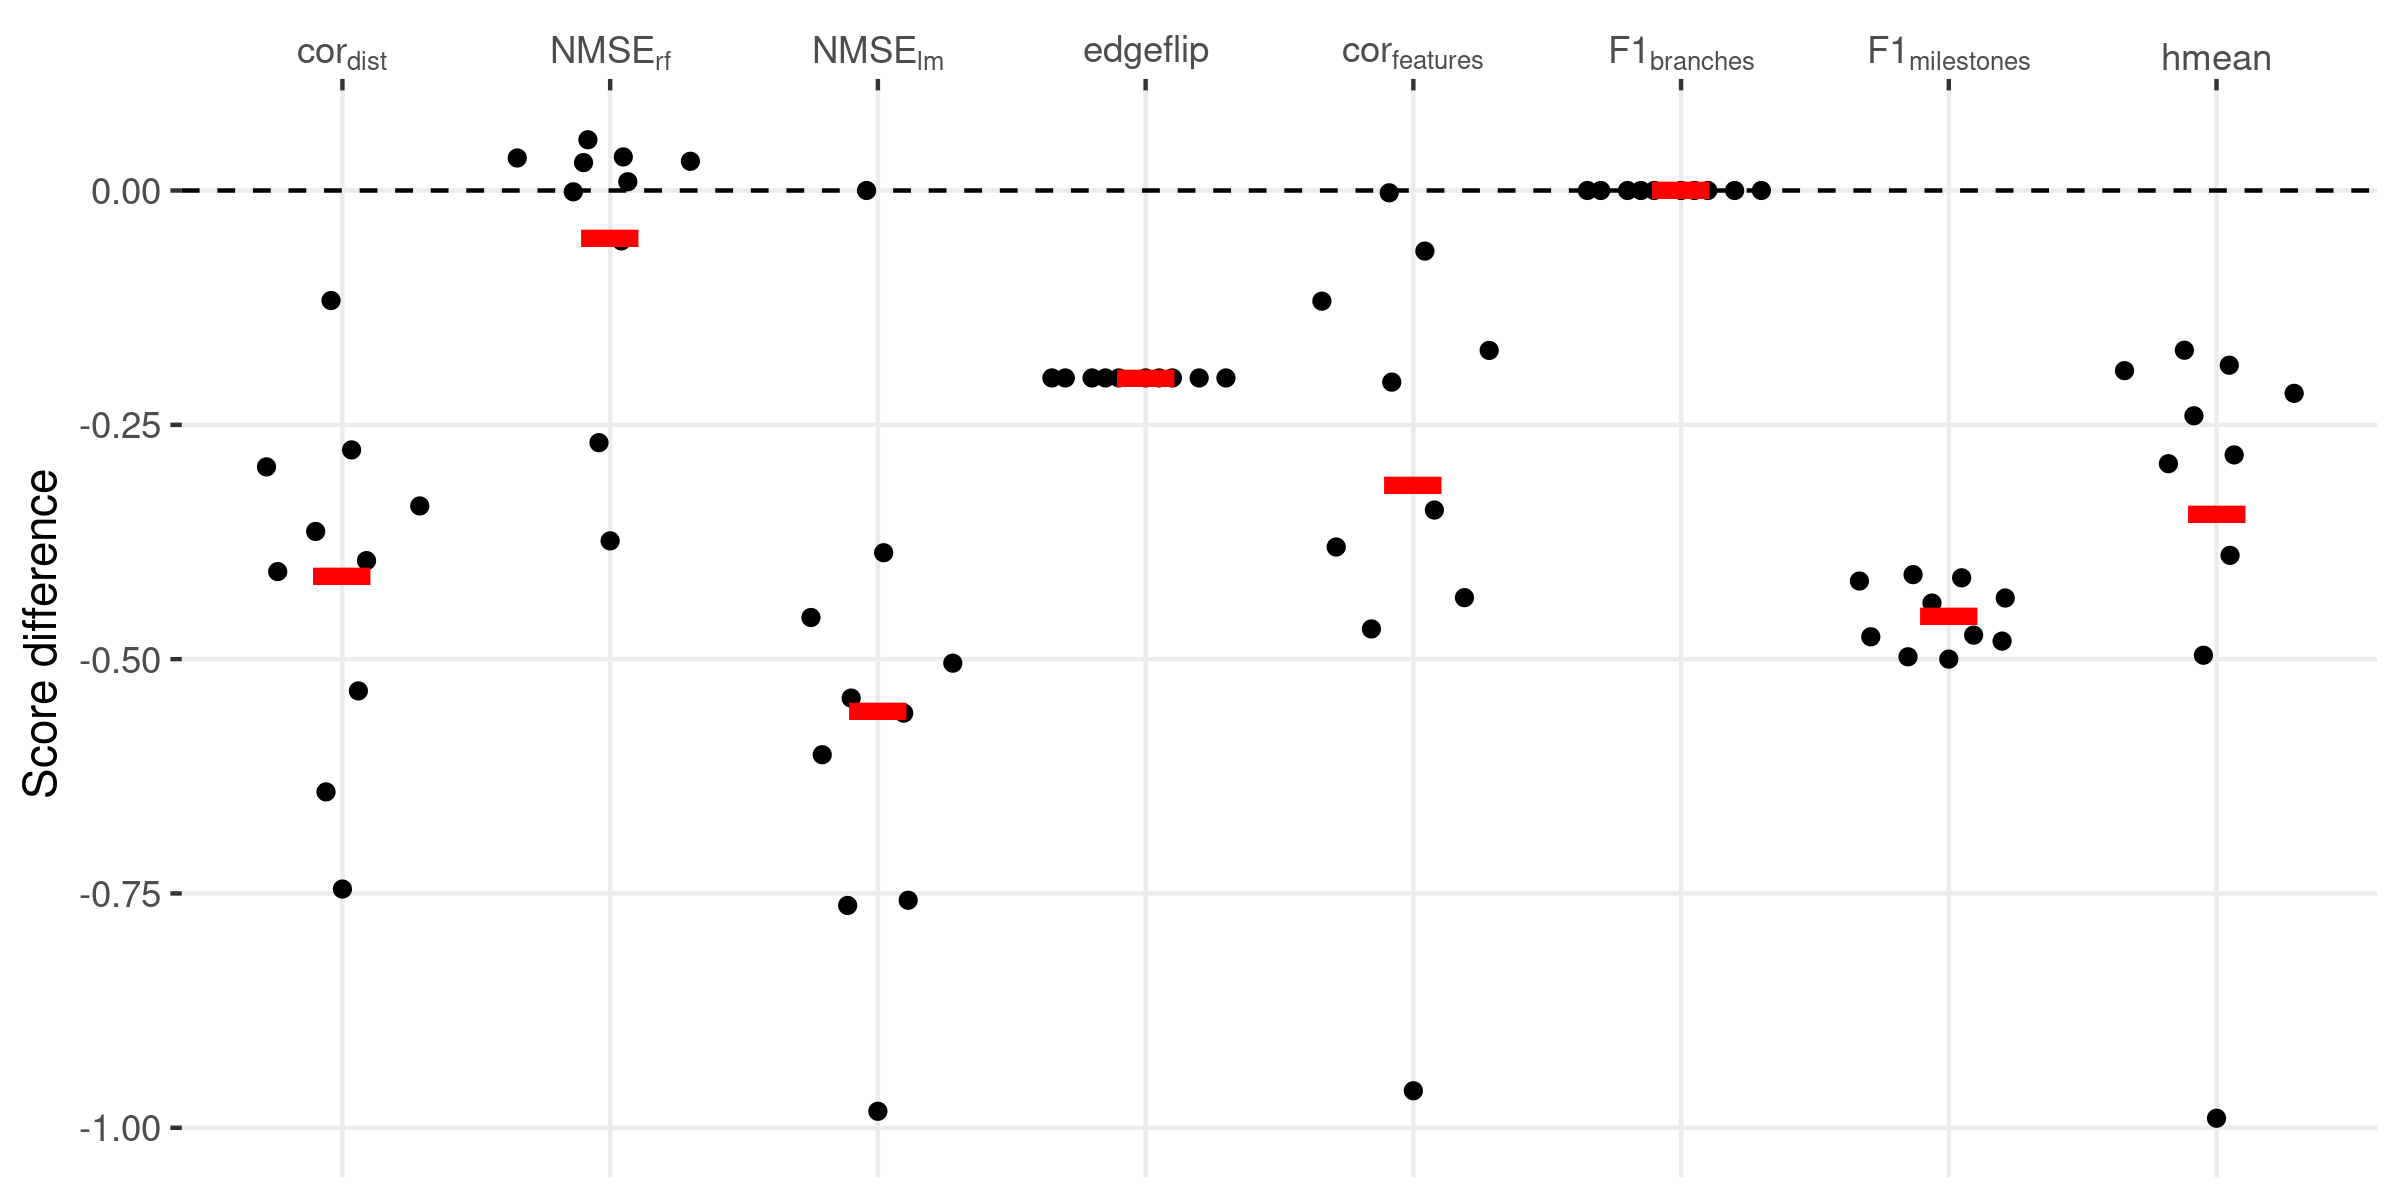 cordist NMSErf NMSElm edgeflip corfeatures F1branches F1milestones hmean
0.00
-0.25
-0.50
-0.75
-1.00
Score difference